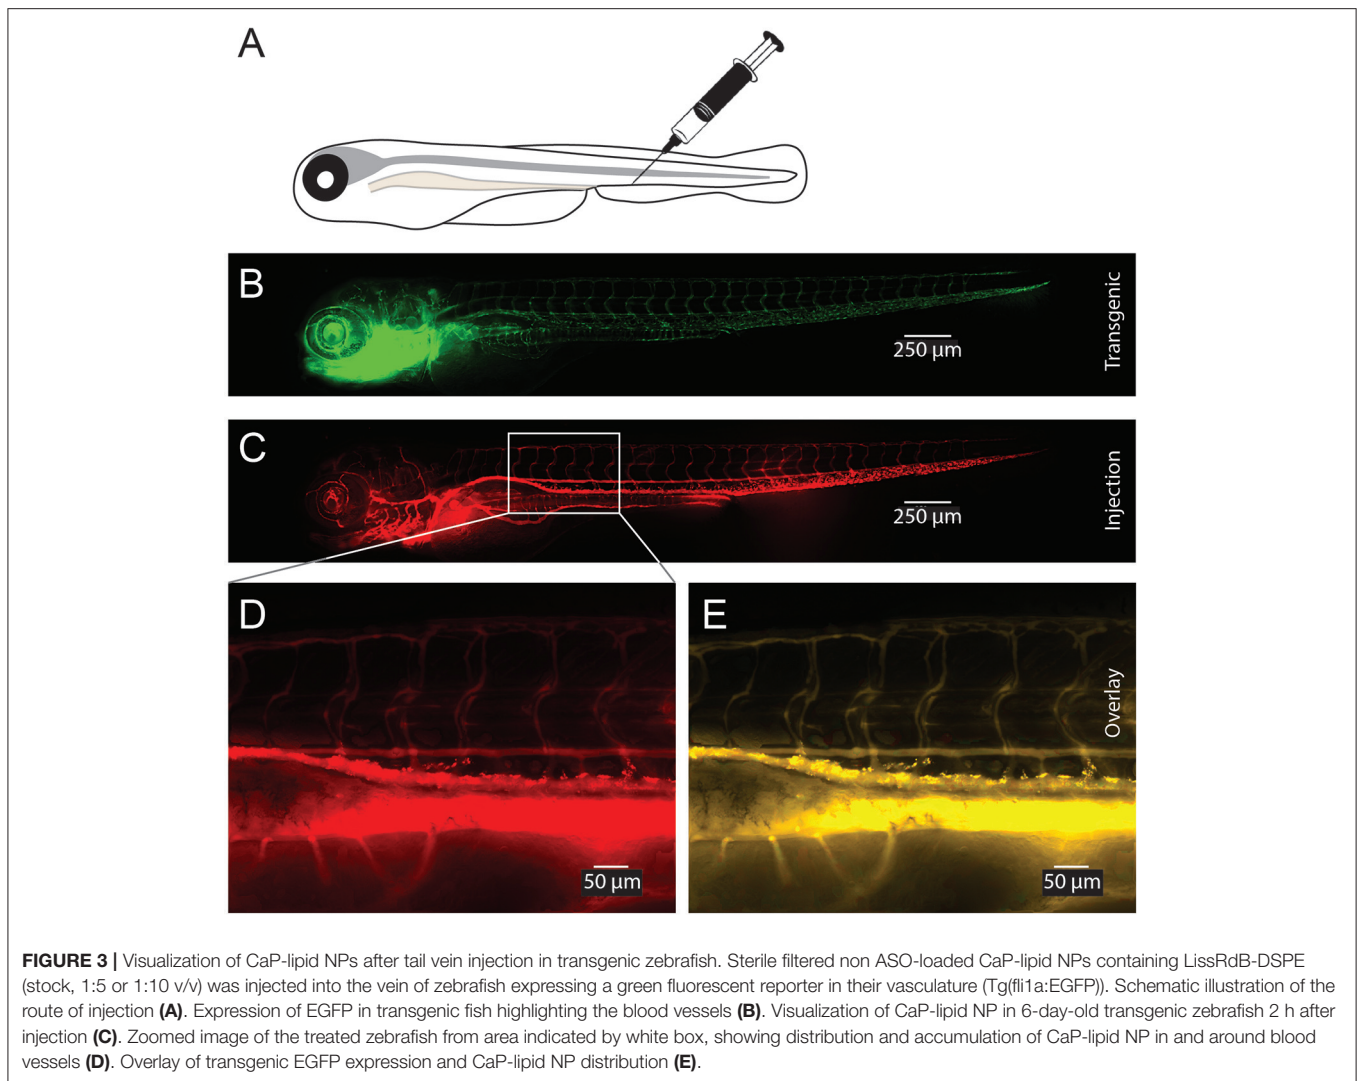 A
B
Transgenic
250 µm
C
Injection
250 µm
D
50 µm
E
Overlay
50 µm
FIGURE 3 | Visualization of CaP-lipid NPs after tail vein injection in transgenic zebrafish. Sterile filtered non ASO-loaded CaP-lipid NPs containing LissRdB-DSPE
(stock, 1:5 or 1:10 v/v) was injected into the vein of zebrafish expressing a green fluorescent reporter in their vasculature (Tg(fli1a:EGFP)). Schematic illustration of the
route of injection (A). Expression of EGFP in transgenic fish highlighting the blood vessels (B). Visualization of CaP-lipid NP in 6-day-old transgenic zebrafish 2 h after
injection (C). Zoomed image of the treated zebrafish from area indicated by white box, showing distribution and accumulation of CaP-lipid NP in and around blood
vessels (D). Overlay of transgenic EGFP expression and CaP-lipid NP distribution (E).